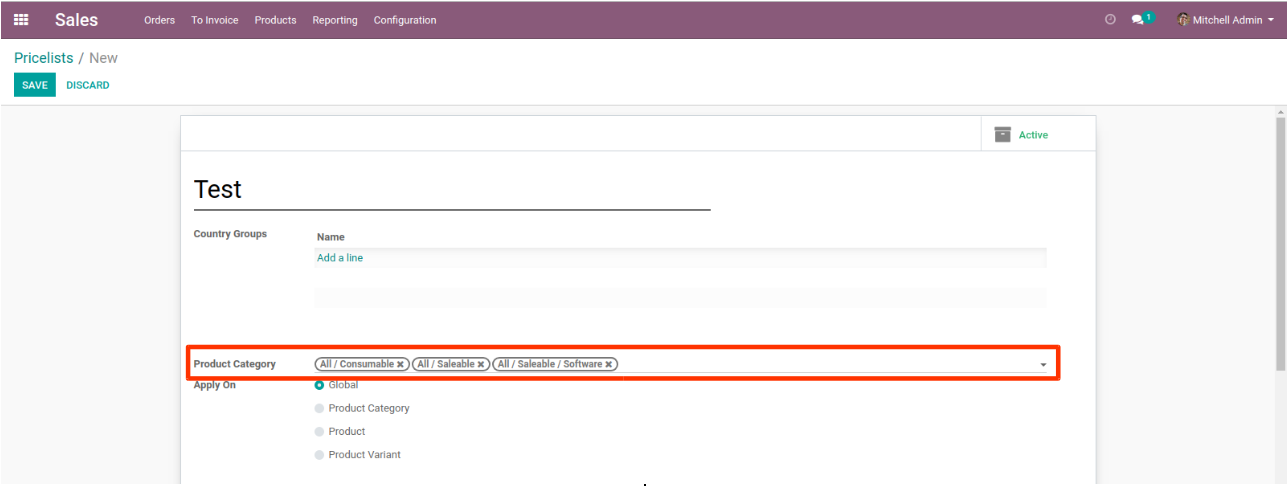 Sales Orders To Invoice Products Reporting Configuration 1 Mitchell Admin
Pricelists / New
SAVE DISCARD
Active
Test
Country Groups Name
Add a line
Product Category All / Consumable × All / Saleable × All / Saleable / Software ×
Apply On Global
Product Category
Product
Product Variant